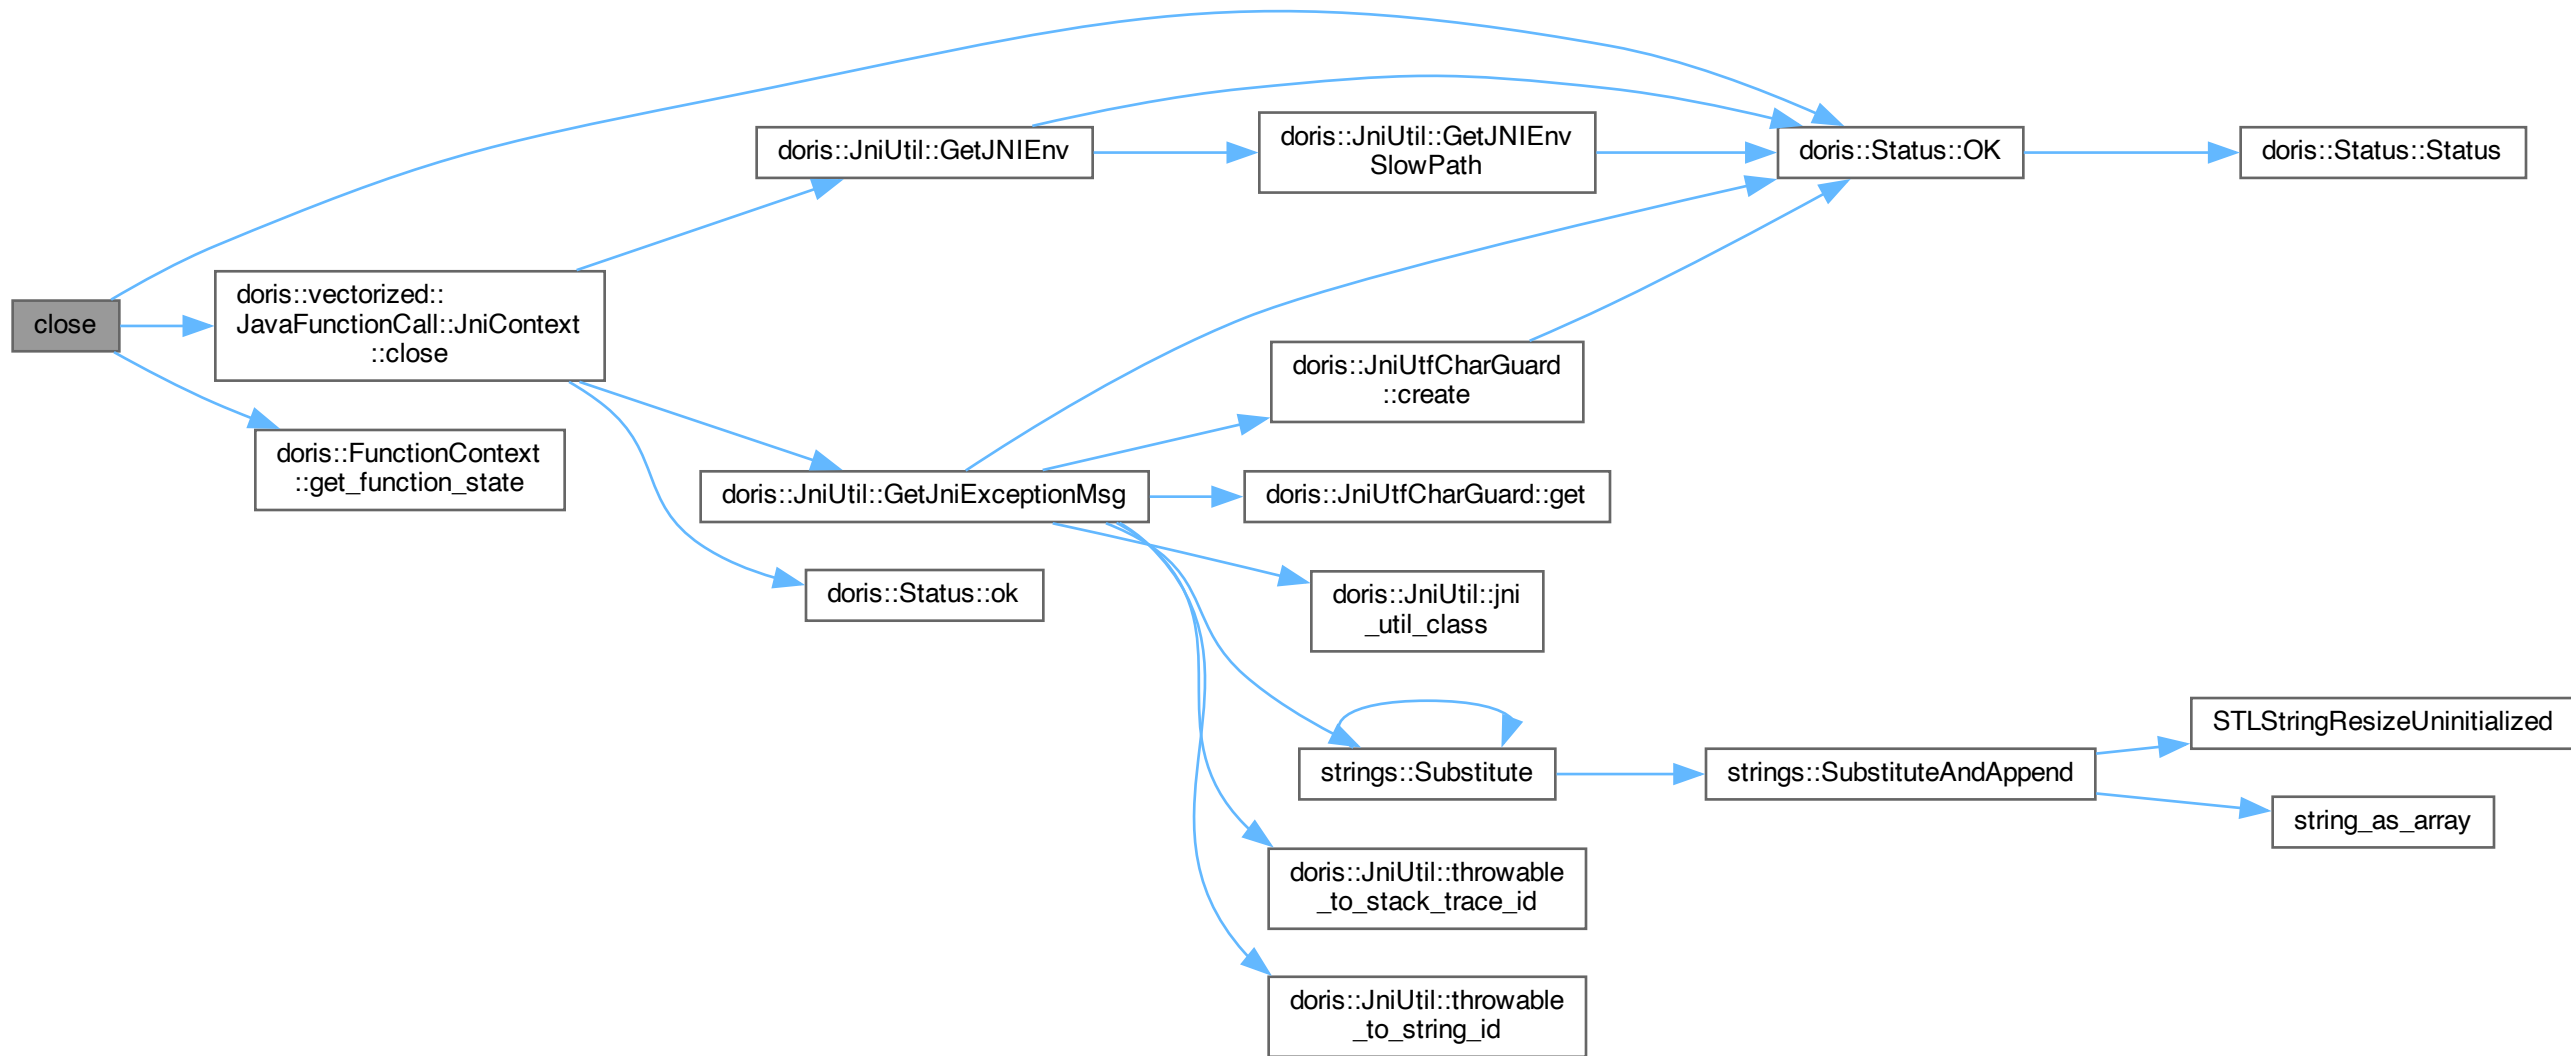 close
doris::vectorized::
JavaFunctionCall::JniContext
::close
doris::FunctionContext
::get_function_state
doris::JniUtil::GetJNIEnv
doris::JniUtil::GetJniExceptionMsg
doris::Status::ok
doris::JniUtil::GetJNIEnv
SlowPath
doris::JniUtfCharGuard
::create
doris::JniUtfCharGuard::get
doris::JniUtil::jni
_util_class
strings::Substitute
doris::JniUtil::throwable
_to_stack_trace_id
doris::JniUtil::throwable
_to_string_id
doris::Status::OK
strings::SubstituteAndAppend
doris::Status::Status
STLStringResizeUninitialized
string_as_array